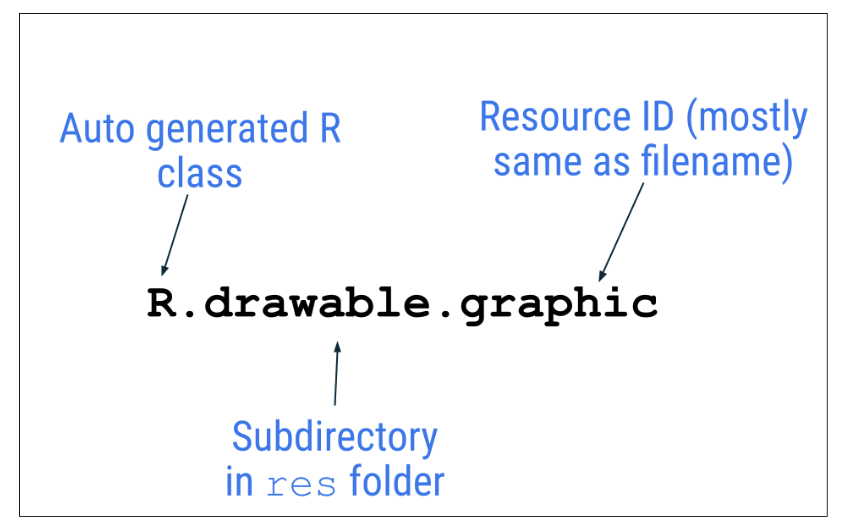 Auto generated R
class
Resource ID (mostly
same as filename)
R.drawable.graphic
Subdirectory
in res folder